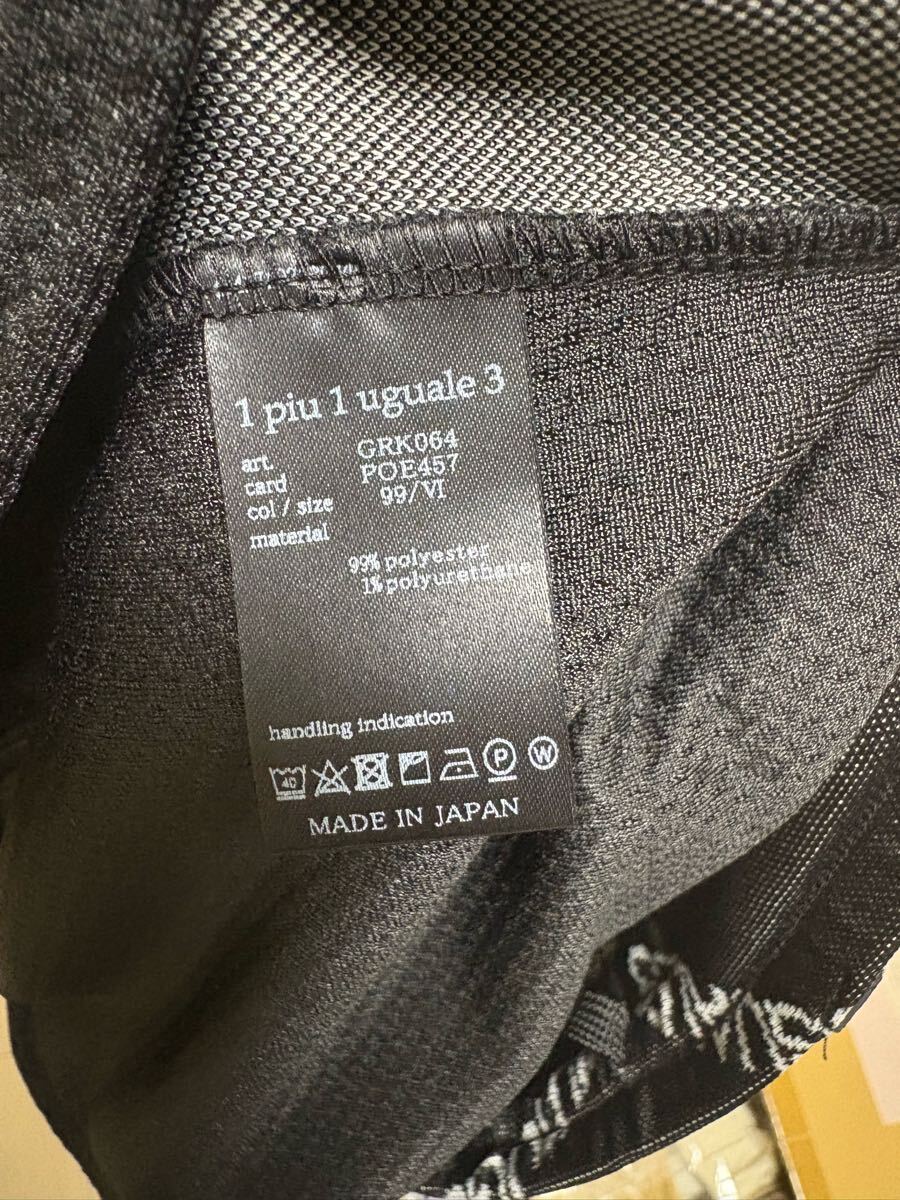 1 piu 1 uguale 3
art. GRK064
card POE457
col / size 99/VI
material
99% polyester
1% polyurethane
handling indication
40 P W
MADE IN JAPAN